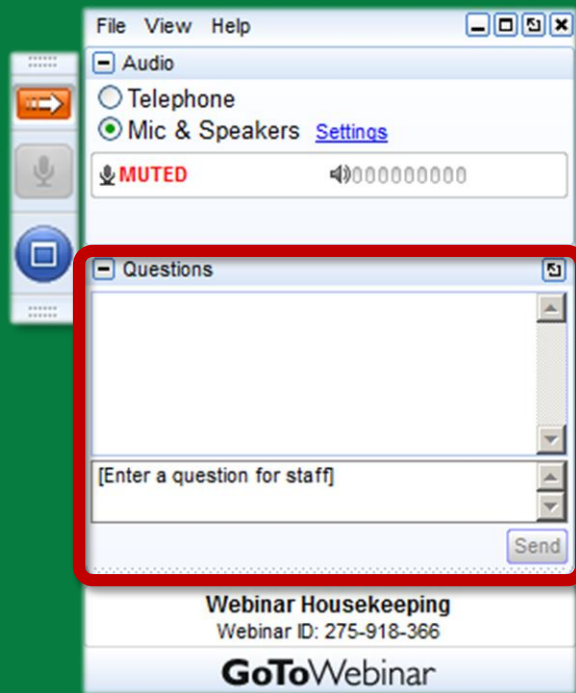 File View Help
Audio
Telephone
Mic & Speakers Settings
MUTED
Questions
[Enter a question for staff]
Send
Webinar Housekeeping
Webinar ID: 275-918-366
GoToWebinar